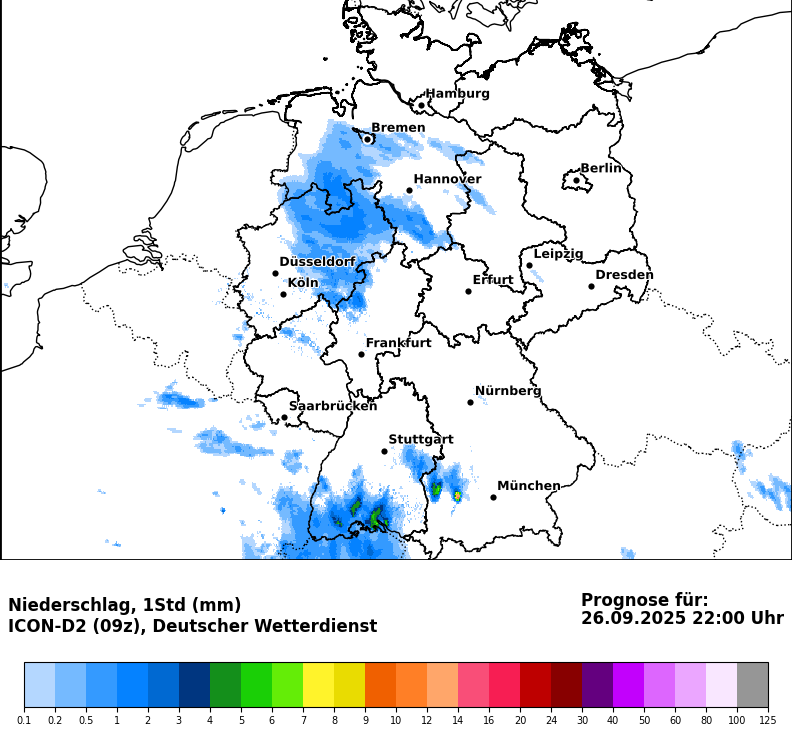 Hamburg
Bremen
Berlin
Hannover
Leipzig
Düsseldorf
Dresden
Köln
Erfurt
Frankfurt
Nürnberg
Saarbrücken
Stuttgart
München
Niederschlag, 1Std (mm)
ICON-D2 (09z), Deutscher Wetterdienst
Prognose für:
26.09.2025 22:00 Uhr
0.1 0.2 0.5 1 2 3 4 5 6 7 8 9 10 12 14 16 20 24 30 40 50 60 80 100 125